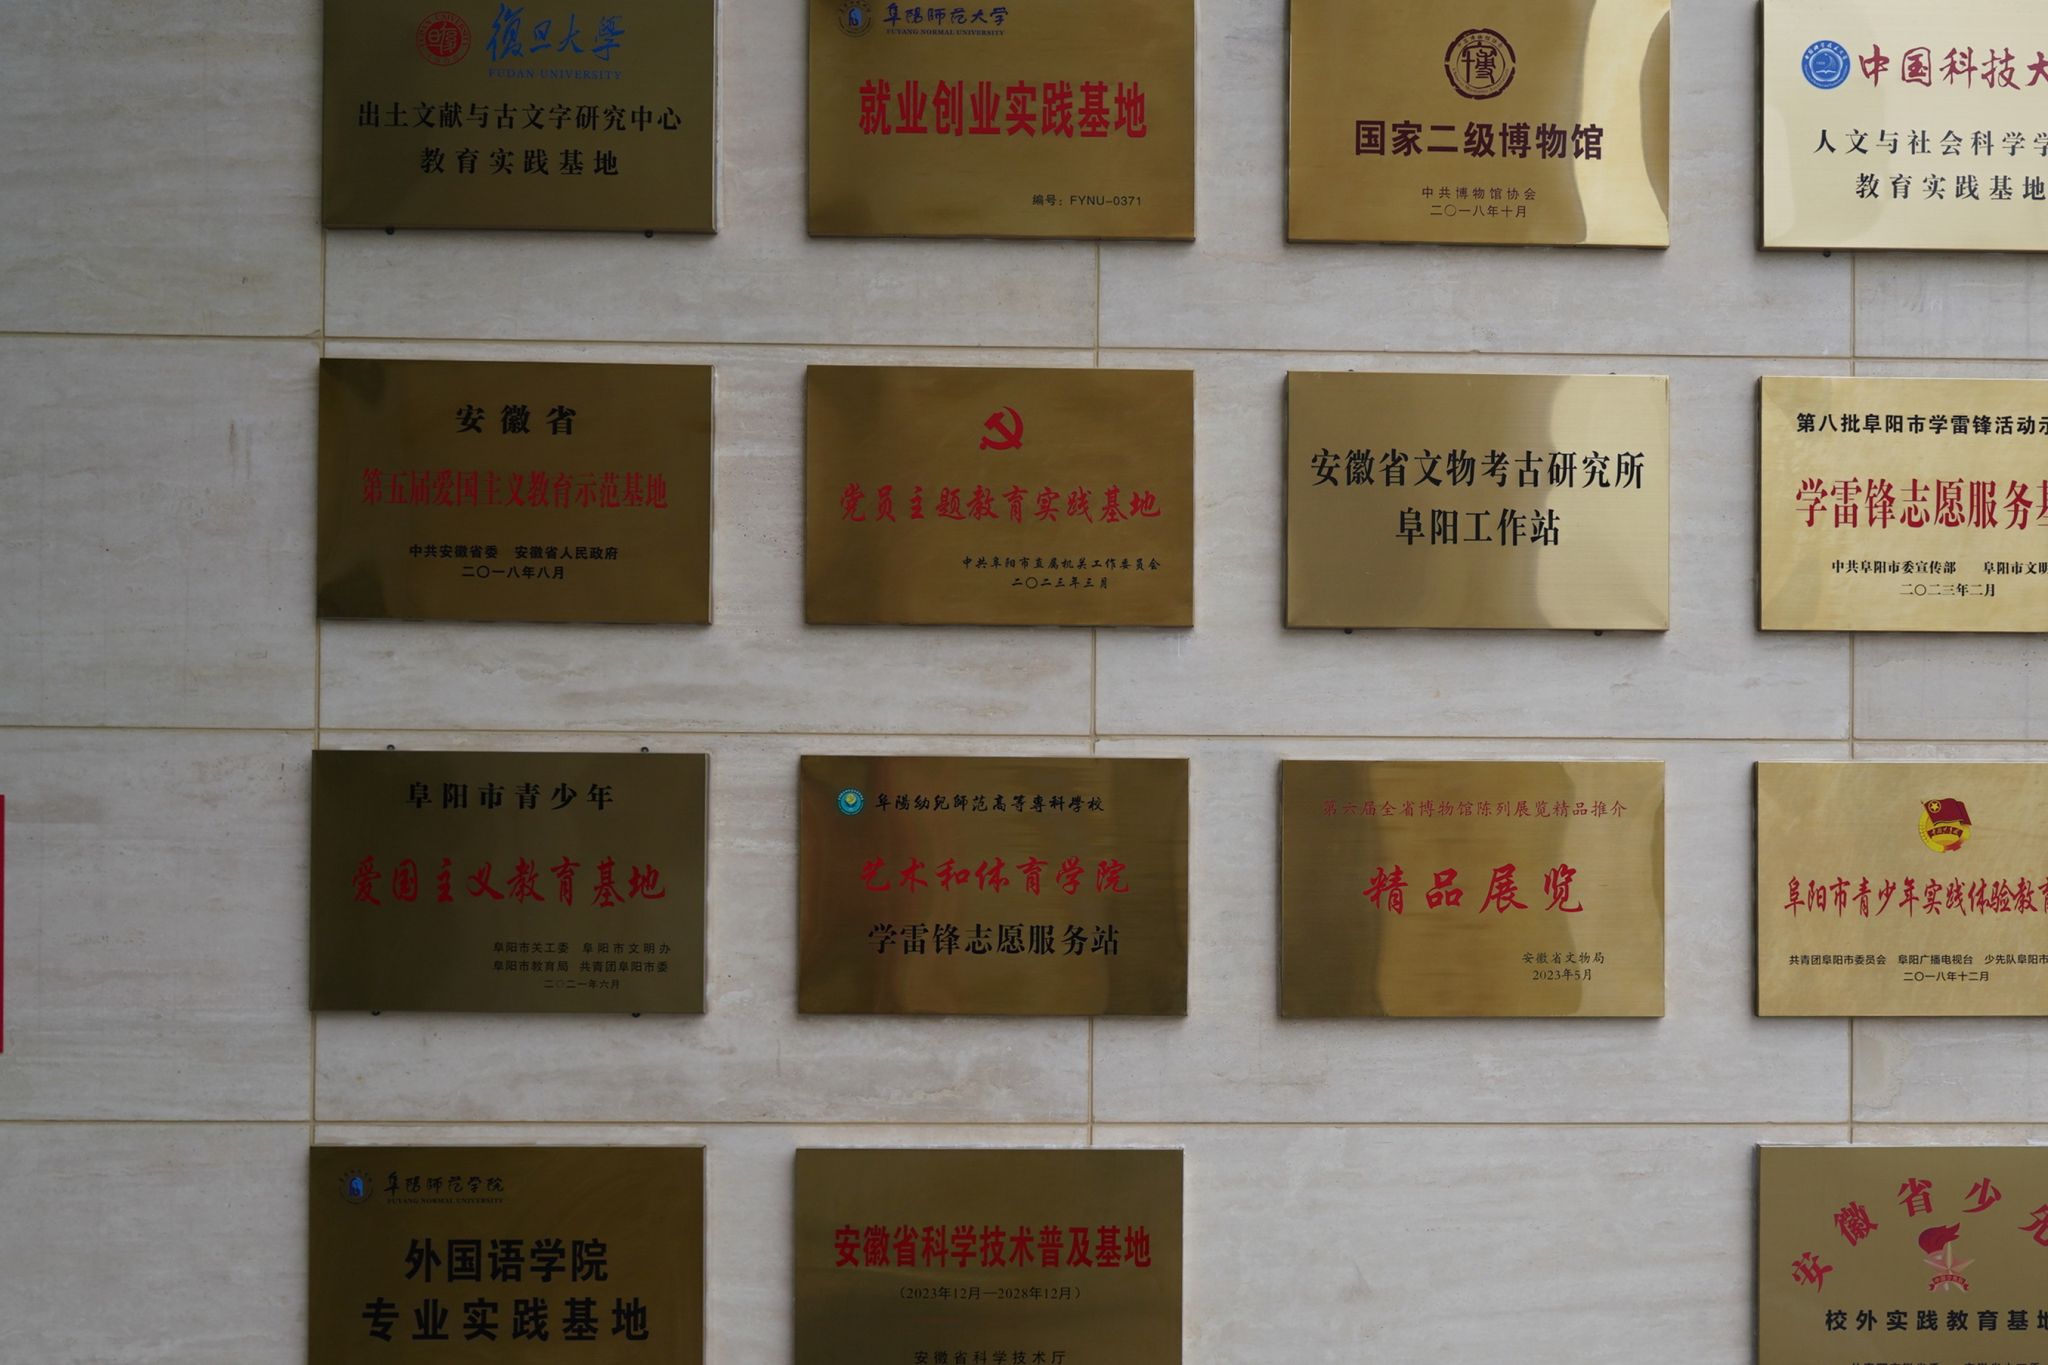 復旦大學
FUDAN UNIVERSITY
出土文献与古文字研究中心
教育实践基地
阜陽師范大学
FUYANG NORMAL UNIVERSITY
就业创业实践基地
编号：FYNU-0371
国家二级博物馆
中共博物馆协会
二〇一八年十月
中国科技大
人文与社会科学学
教育实践基地
安徽省
第五届爱国主义教育示范基地
中共安徽省委 安徽省人民政府
二〇一八年八月
党员主题教育实践基地
中共阜阳市直属机关工作委员会
二〇二三年三月
安徽省文物考古研究所
阜阳工作站
第八批阜阳市学雷锋活动示
学雷锋志愿服务基
中共阜阳市委宣传部 阜阳市文明
二〇二三年二月
阜阳市青少年
爱国主义教育基地
阜阳市关工委 阜阳市文明办
阜阳市教育局 共青团阜阳市委
二〇二一年六月
阜陽幼兒師范高等專科學校
艺术和体育学院
学雷锋志愿服务站
第六届全省博物馆陈列展览精品推介
精品展览
安徽省文物局
2023年5月
阜阳市青少年实践体验教育
共青团阜阳市委员会 阜阳广播电视台 少先队阜阳市
二〇一八年十二月
阜陽師范学院
FUYANG NORMAL UNIVERSITY
外国语学院
专业实践基地
安徽省科学技术普及基地
（2023年12月—2028年12月）
安徽省科学技术厅
安徽省少先
校外实践教育基地